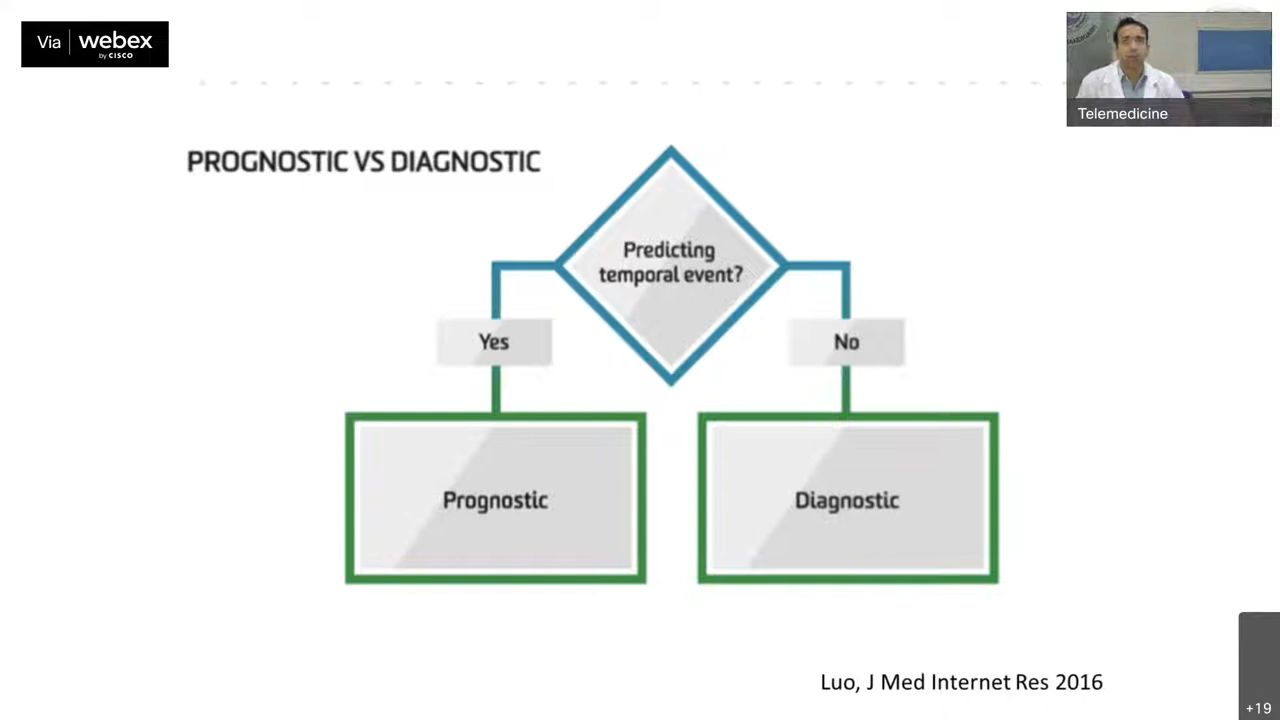 Via webex
by CISCO
Telemedicine
PROGNOSTIC VS DIAGNOSTIC
Predicting
temporal event?
Yes
No
Prognostic
Diagnostic
Luo, J Med Internet Res 2016
+19